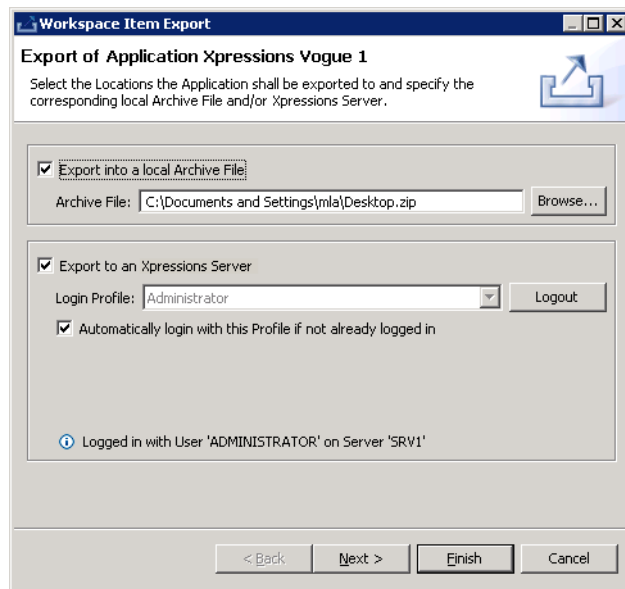 Workspace Item Export
Export of Application Xpressions Vogue 1
Select the Locations the Application shall be exported to and specify the
corresponding local Archive File and/or Xpressions Server.
Export into a local Archive File
Archive File: C:\Documents and Settings\mla\Desktop.zip Browse...
Export to an Xpressions Server
Login Profile: Administrator Logout
Automatically login with this Profile if not already logged in
Logged in with User 'ADMINISTRATOR' on Server 'SRV1'
< Back Next > Finish Cancel